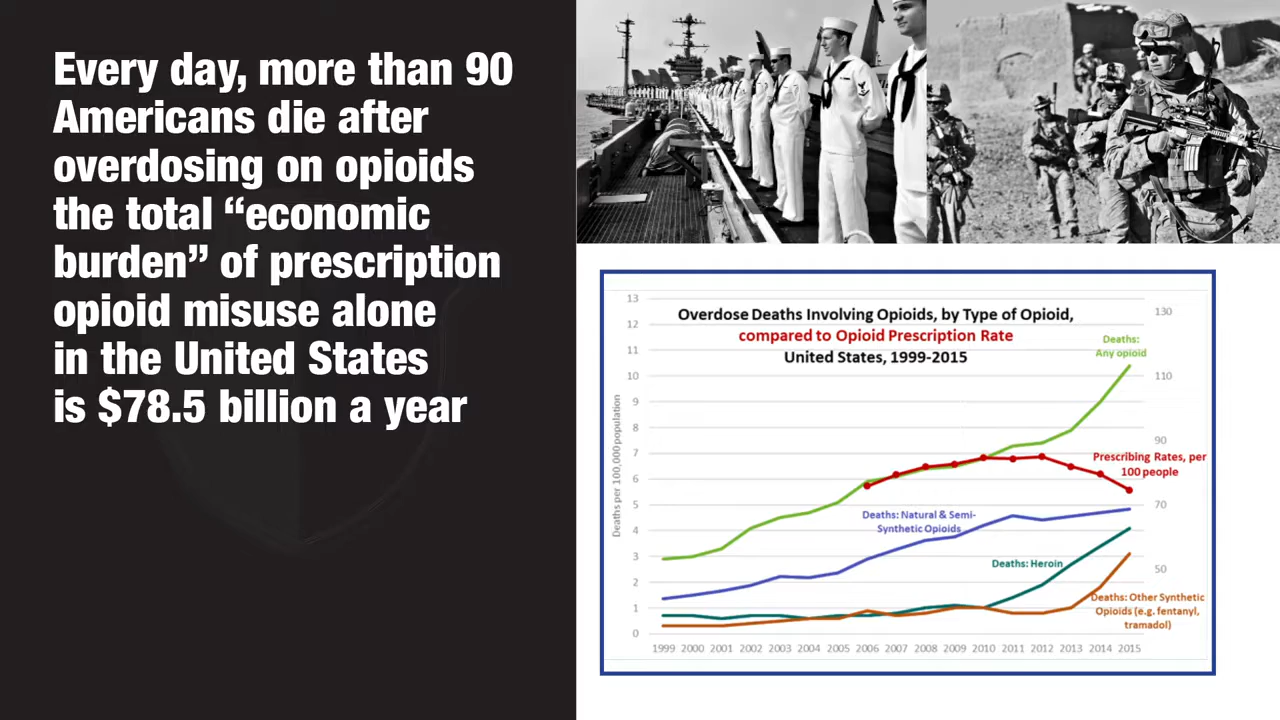 Every day, more than 90
Americans die after
overdosing on opioids
the total “economic
burden” of prescription
opioid misuse alone
in the United States
is $78.5 billion a year
Overdose Deaths Involving Opioids, by Type of Opioid,
compared to Opioid Prescription Rate
United States, 1999-2015
Deaths per 100,000 population
13
12
11
10
9
8
7
6
5
4
3
2
1
0
130
110
90
70
50
Deaths:
Any opioid
Prescribing Rates, per
100 people
Deaths: Natural & Semi-
Synthetic Opioids
Deaths: Heroin
Deaths: Other Synthetic
Opioids (e.g. fentanyl,
tramadol)
1999 2000 2001 2002 2003 2004 2005 2006 2007 2008 2009 2010 2011 2012 2013 2014 2015